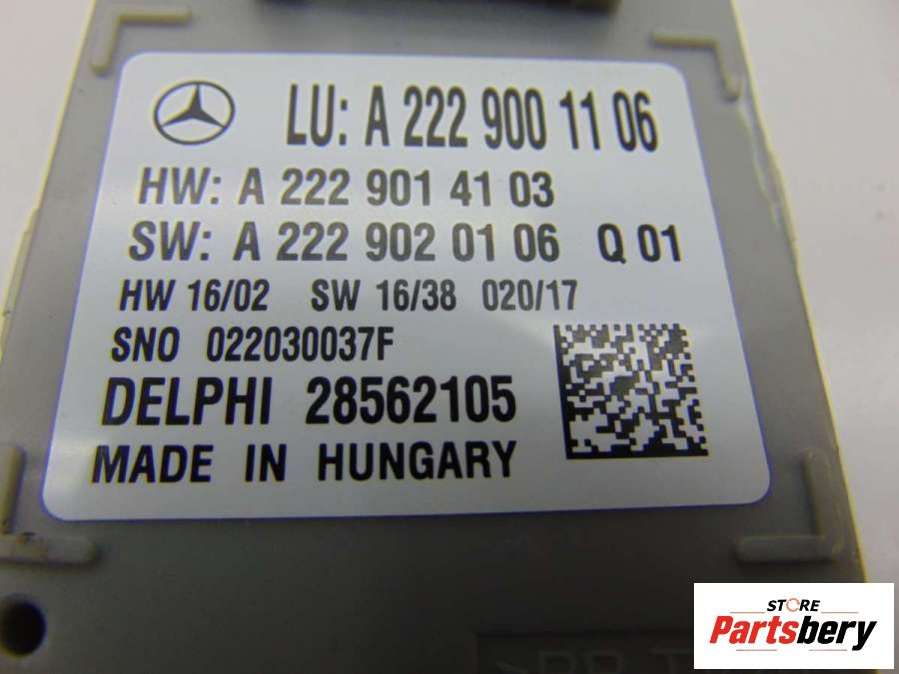 LU: A 222 900 11 06
HW: A 222 901 41 03
SW: A 222 902 01 06 Q 01
HW 16/02 SW 16/38 020/17
SNO 022030037F
DELPHI 28562105
MADE IN HUNGARY
STORE
Partsbery